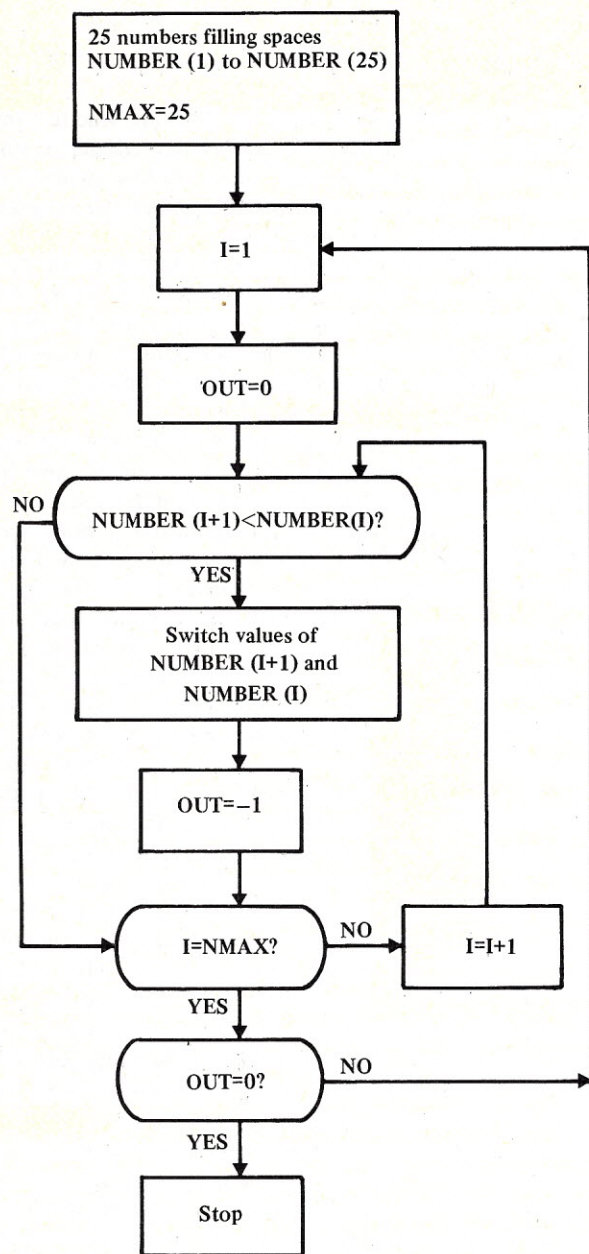 25 numbers filling spaces
NUMBER (1) to NUMBER (25)
NMAX=25
I=1
OUT=0
NUMBER (I+1)<NUMBER(I)?
NO
YES
Switch values of
NUMBER (I+1) and
NUMBER (I)
OUT=−1
I=NMAX?
NO
I=I+1
YES
OUT=0?
NO
YES
Stop